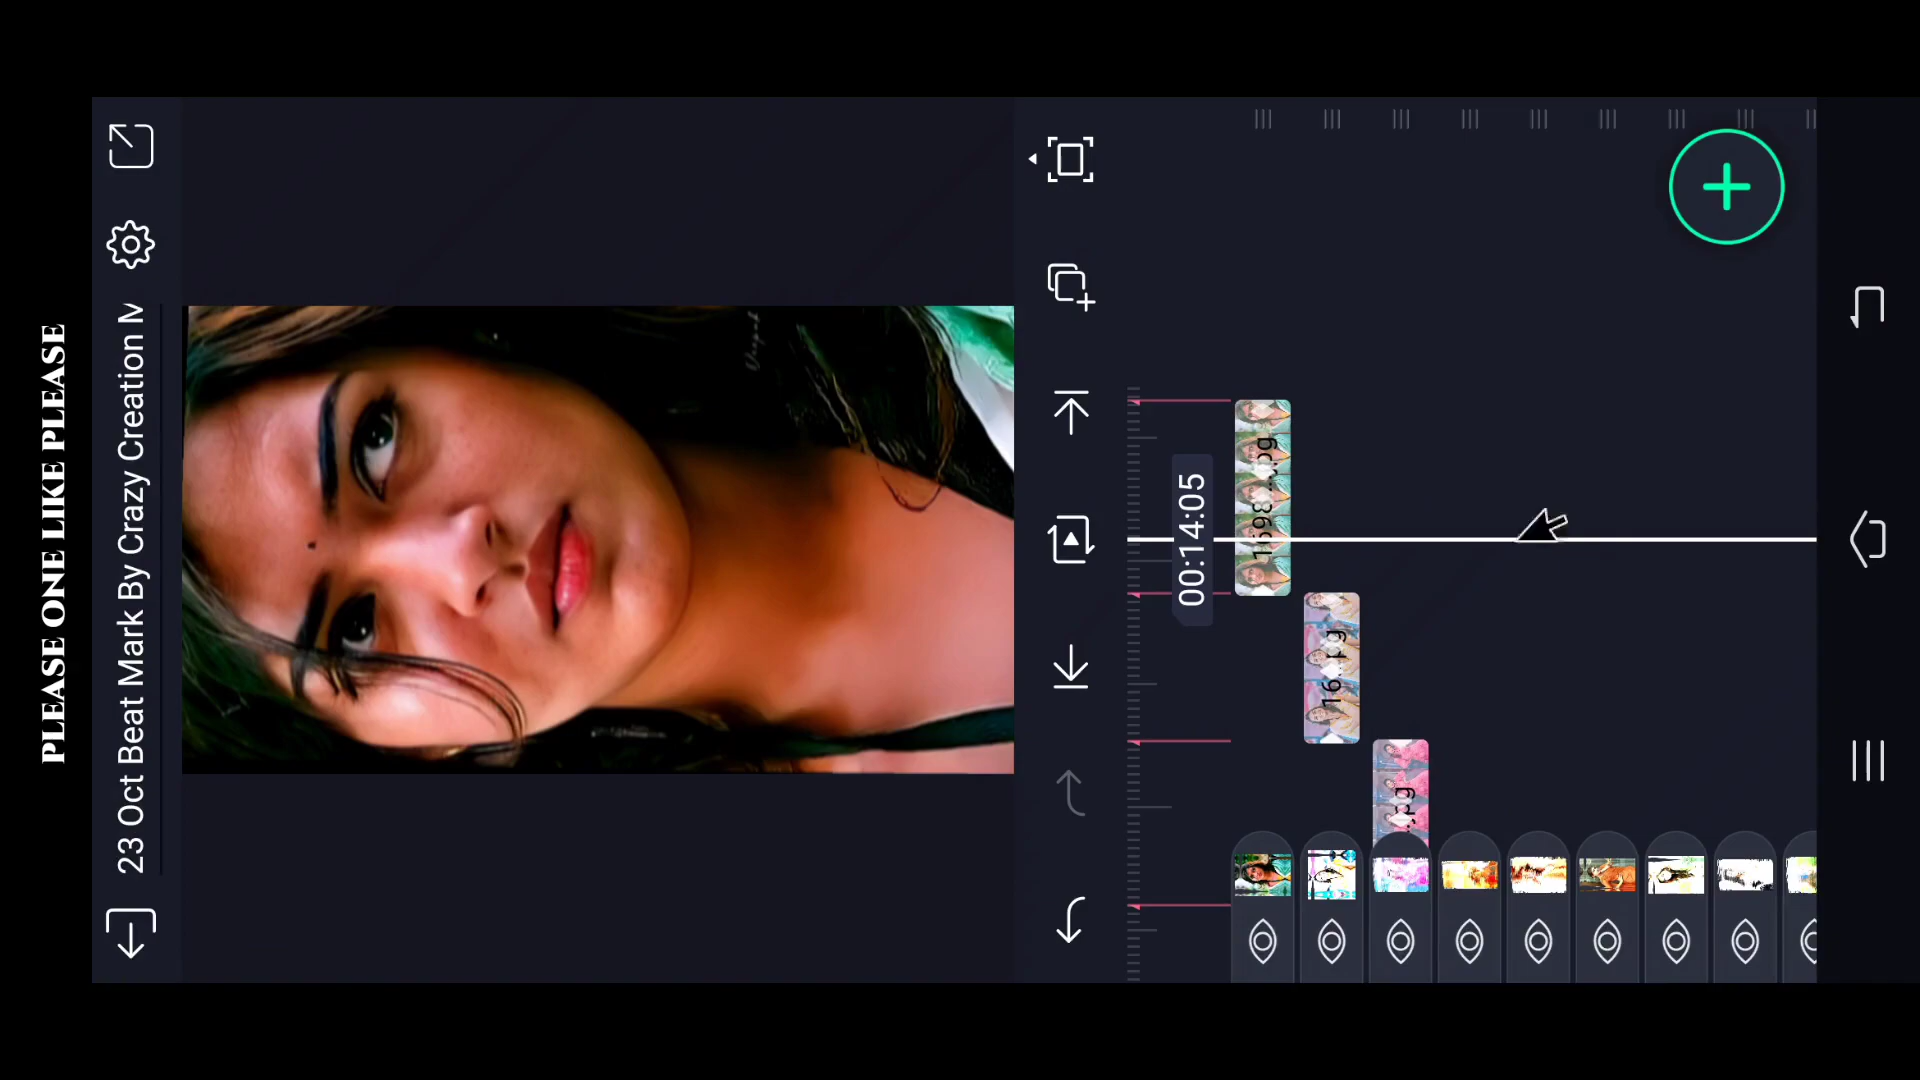 PLEASE ONE LIKE PLEASE
23 Oct Beat Mark By Crazy Creation
00:14:05